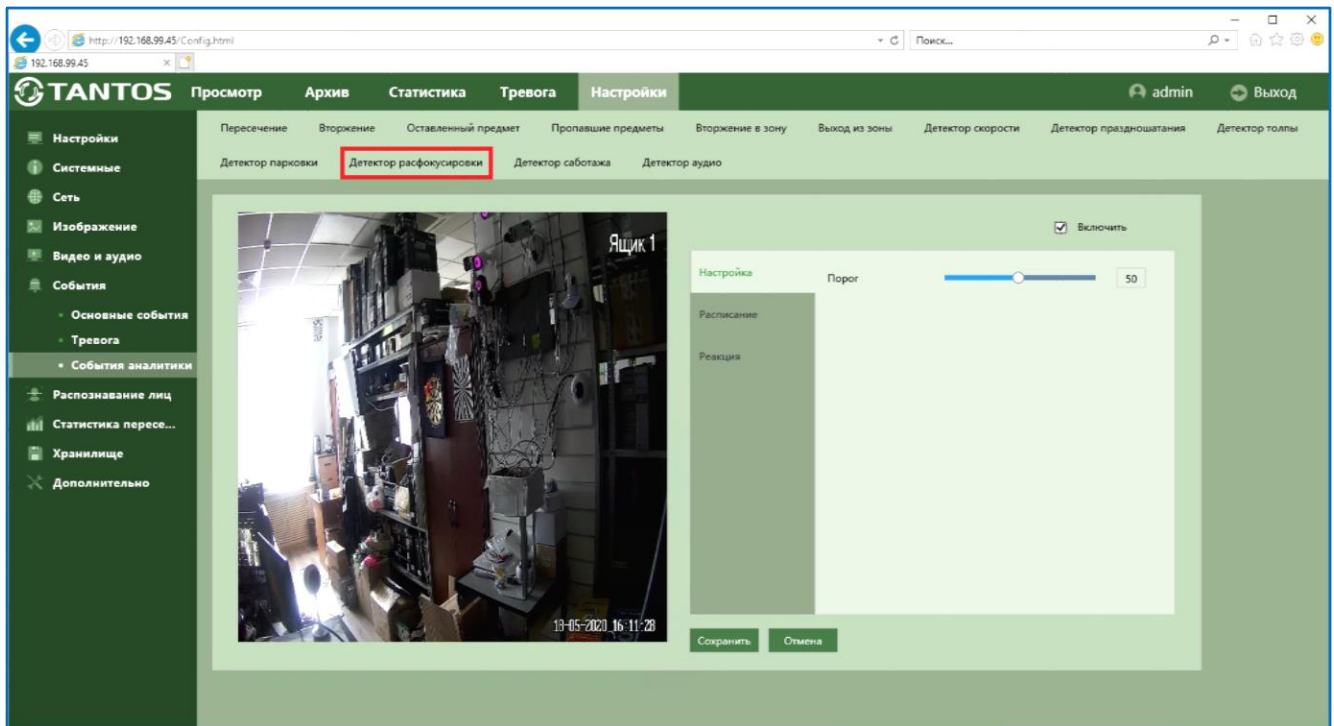 http://192.168.99.45/Config.html
Поиск...
192.168.99.45
TANTOS
Просмотр Архив Статистика Тревога Настройки admin Выход
Пересечение Вторжение Оставленный предмет Пропавшие предметы Вторжение в зону Выход из зоны Детектор скорости Детектор праздношатания Детектор толпы
Детектор парковки Детектор расфокусировки Детектор саботажа Детектор аудио
Настройки
Системные
Сеть
Изображение
Видео и аудио
События
Основные события
Тревога
События аналитики
Распознавание лиц
Статистика пересе...
Хранилище
Дополнительно
Ящик 1
18-05-2020 16:11:28
Включить
Настройка
Расписание
Реакция
Порог 50
Сохранить Отмена